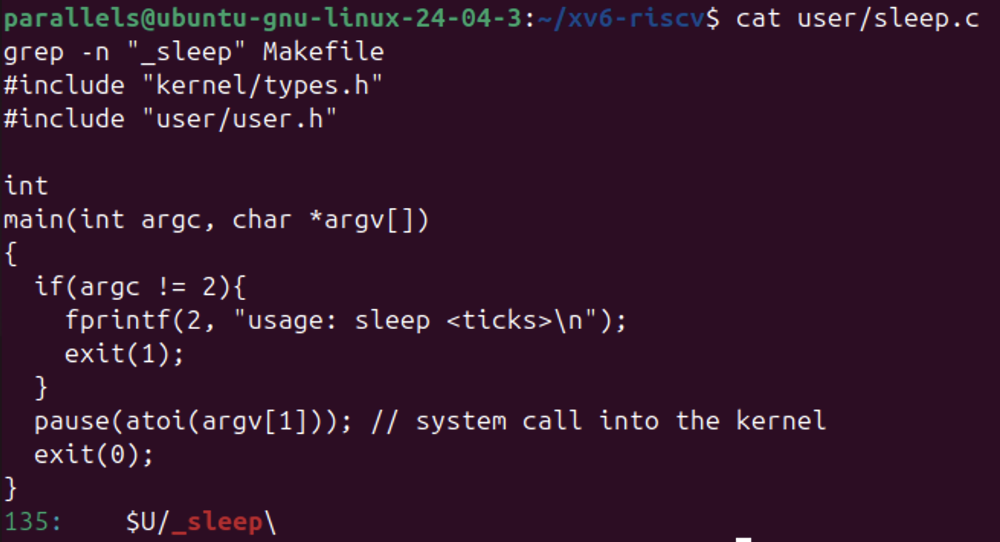 parallels@ubuntu-gnu-linux-24-04-3:~/xv6-riscv$ cat user/sleep.c
grep -n "_sleep" Makefile
#include "kernel/types.h"
#include "user/user.h"

int
main(int argc, char *argv[])
{
  if(argc != 2){
    fprintf(2, "usage: sleep <ticks>\n");
    exit(1);
  }
  pause(atoi(argv[1])); // system call into the kernel
  exit(0);
}
135:    $U/_sleep\